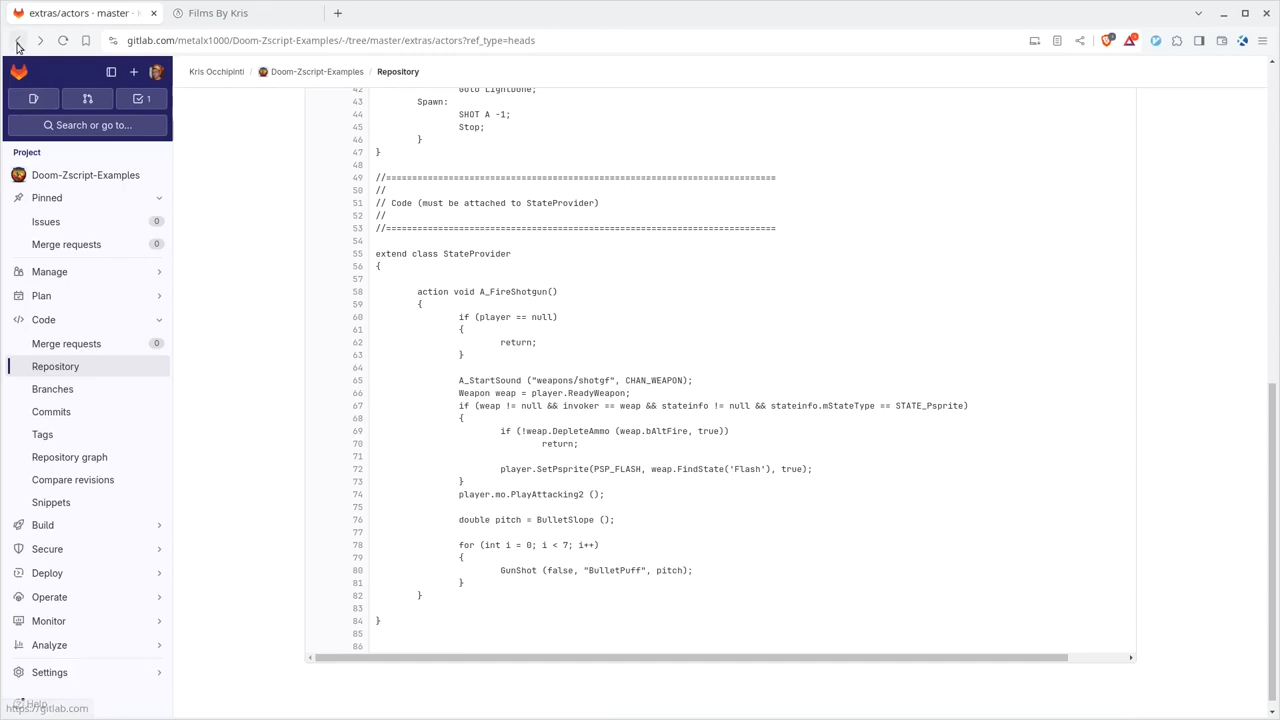 extras/actors - master ·
Films By Kris
gitlab.com/metalx1000/Doom-Zscript-Examples/-/tree/master/extras/actors?ref_type=heads
1
Search or go to...
Project
Doom-Zscript-Examples
Pinned
Issues 0
Merge requests 0
Manage
Plan
Code
Merge requests 0
Repository
Branches
Commits
Tags
Repository graph
Compare revisions
Snippets
Build
Secure
Deploy
Operate
Monitor
Analyze
Settings
Help
https://gitlab.com
Kris Occhipinti / Doom-Zscript-Examples / Repository
42 Goto LightDone;
43 Spawn:
44 SHOT A -1;
45 Stop;
46 }
47 }
48
49 //===========================================================================
50 //
51 // Code (must be attached to StateProvider)
52 //
53 //===========================================================================
54
55 extend class StateProvider
56 {
57
58 action void A_FireShotgun()
59 {
60 if (player == null)
61 {
62 return;
63 }
64
65 A_StartSound ("weapons/shotgf", CHAN_WEAPON);
66 Weapon weap = player.ReadyWeapon;
67 if (weap != null && invoker == weap && stateinfo != null && stateinfo.mStateType == STATE_Psprite)
68 {
69 if (!weap.DepleteAmmo (weap.bAltFire, true))
70 return;
71
72 player.SetPsprite(PSP_FLASH, weap.FindState('Flash'), true);
73 }
74 player.mo.PlayAttacking2 ();
75
76 double pitch = BulletSlope ();
77
78 for (int i = 0; i < 7; i++)
79 {
80 GunShot (false, "BulletPuff", pitch);
81 }
82 }
83
84 }
85
86